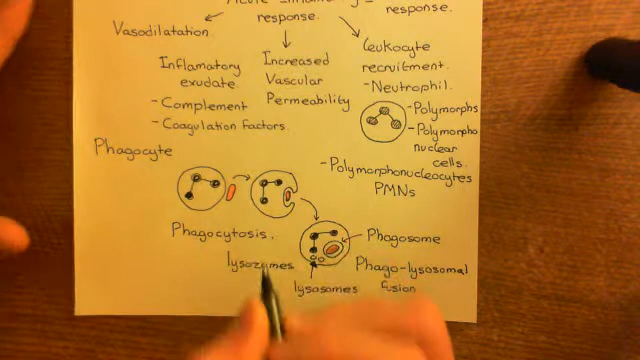 response.
response.
Vasodilatation.
Inflamatory
exudate.
- Complement
- Coagulation factors.
Increased
Vascular
Permeability
Leukocyte
recruitment.
- Neutrophil.
- Polymorphs
- Polymorpho
nuclear
cells.
- Polymorphonucleocytes
PMNs
Phagocyte
Phagocytosis.
lysozymes
lysosomes
Phagosome
Phago-lysosomal
fusion